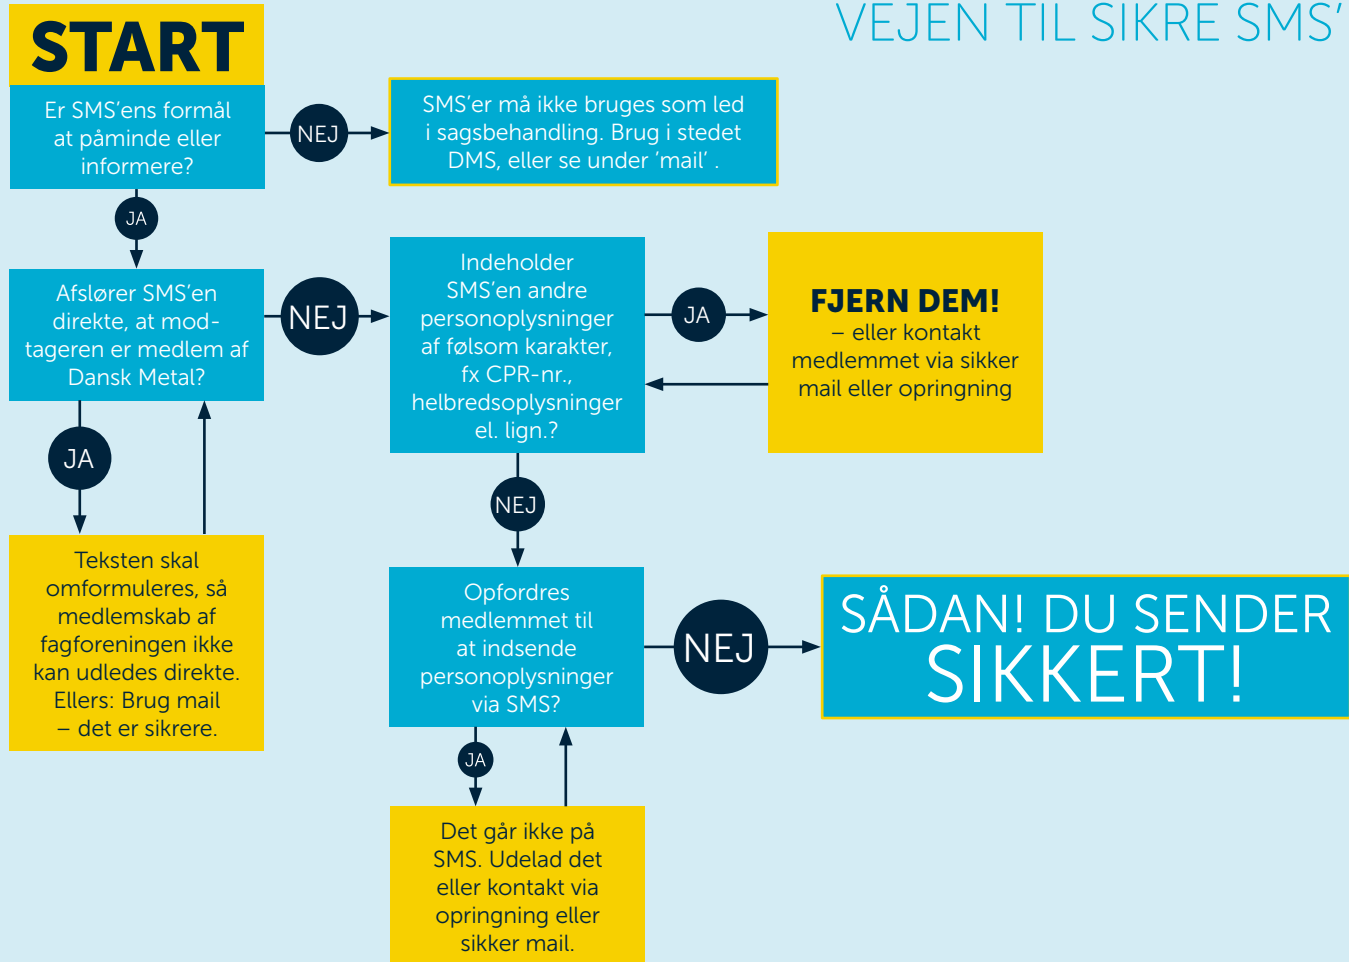 VEJEN TIL SIKRE SMS'
START
Er SMS'ens formål
at påminde eller
informere?
NEJ
SMS'er må ikke bruges som led
i sagsbehandling. Brug i stedet
DMS, eller se under 'mail' .
JA
Afslører SMS'en
direkte, at mod-
tageren er medlem af
Dansk Metal?
NEJ
Indeholder
SMS'en andre
personoplysninger
af følsom karakter,
fx CPR-nr.,
helbredsoplysninger
el. lign.?
JA
FJERN DEM!
– eller kontakt
medlemmet via sikker
mail eller opringning
JA
Teksten skal
omformuleres, så
medlemskab af
fagforeningen ikke
kan udledes direkte.
Ellers: Brug mail
– det er sikrere.
NEJ
Opfordres
medlemmet til
at indsende
personoplysninger
via SMS?
NEJ
SÅDAN! DU SENDER
SIKKERT!
JA
Det går ikke på
SMS. Udelad det
eller kontakt via
opringning eller
sikker mail.